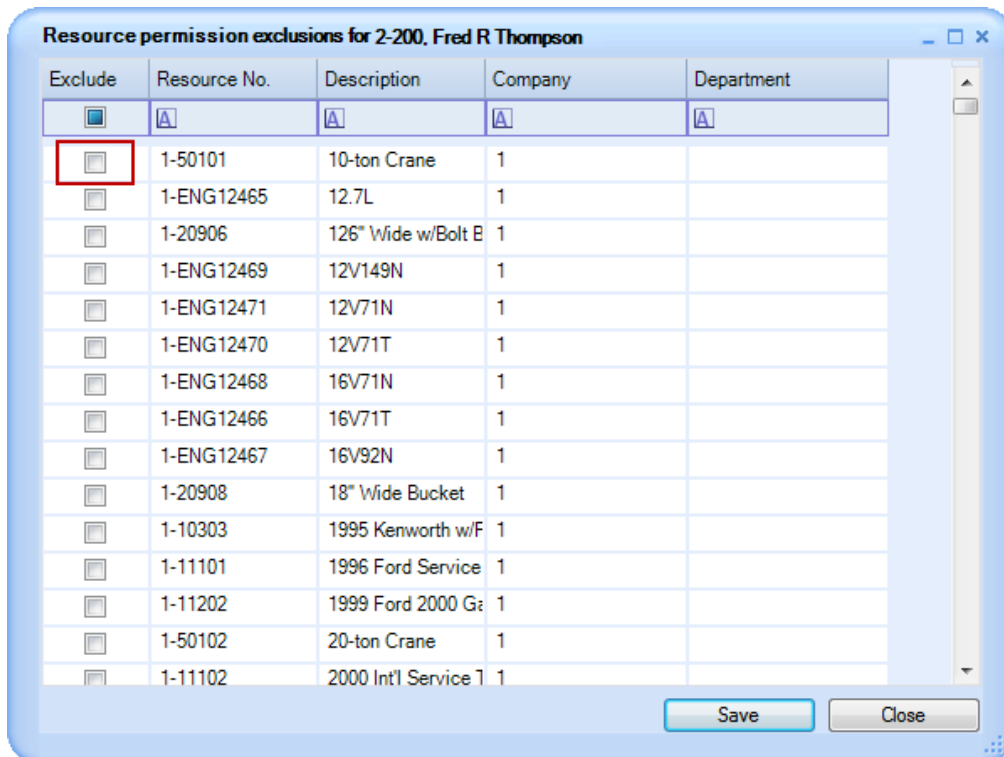 Resource permission exclusions for 2-200, Fred R Thompson
Exclude Resource No. Description Company Department
A A A A
1-50101 10-ton Crane 1
1-ENG12465 12.7L 1
1-20906 126" Wide w/Bolt B 1
1-ENG12469 12V149N 1
1-ENG12471 12V71N 1
1-ENG12470 12V71T 1
1-ENG12468 16V71N 1
1-ENG12466 16V71T 1
1-ENG12467 16V92N 1
1-20908 18" Wide Bucket 1
1-10303 1995 Kenworth w/F 1
1-11101 1996 Ford Service 1
1-11202 1999 Ford 2000 Ga 1
1-50102 20-ton Crane 1
1-11102 2000 Int'l Service T 1
Save Close